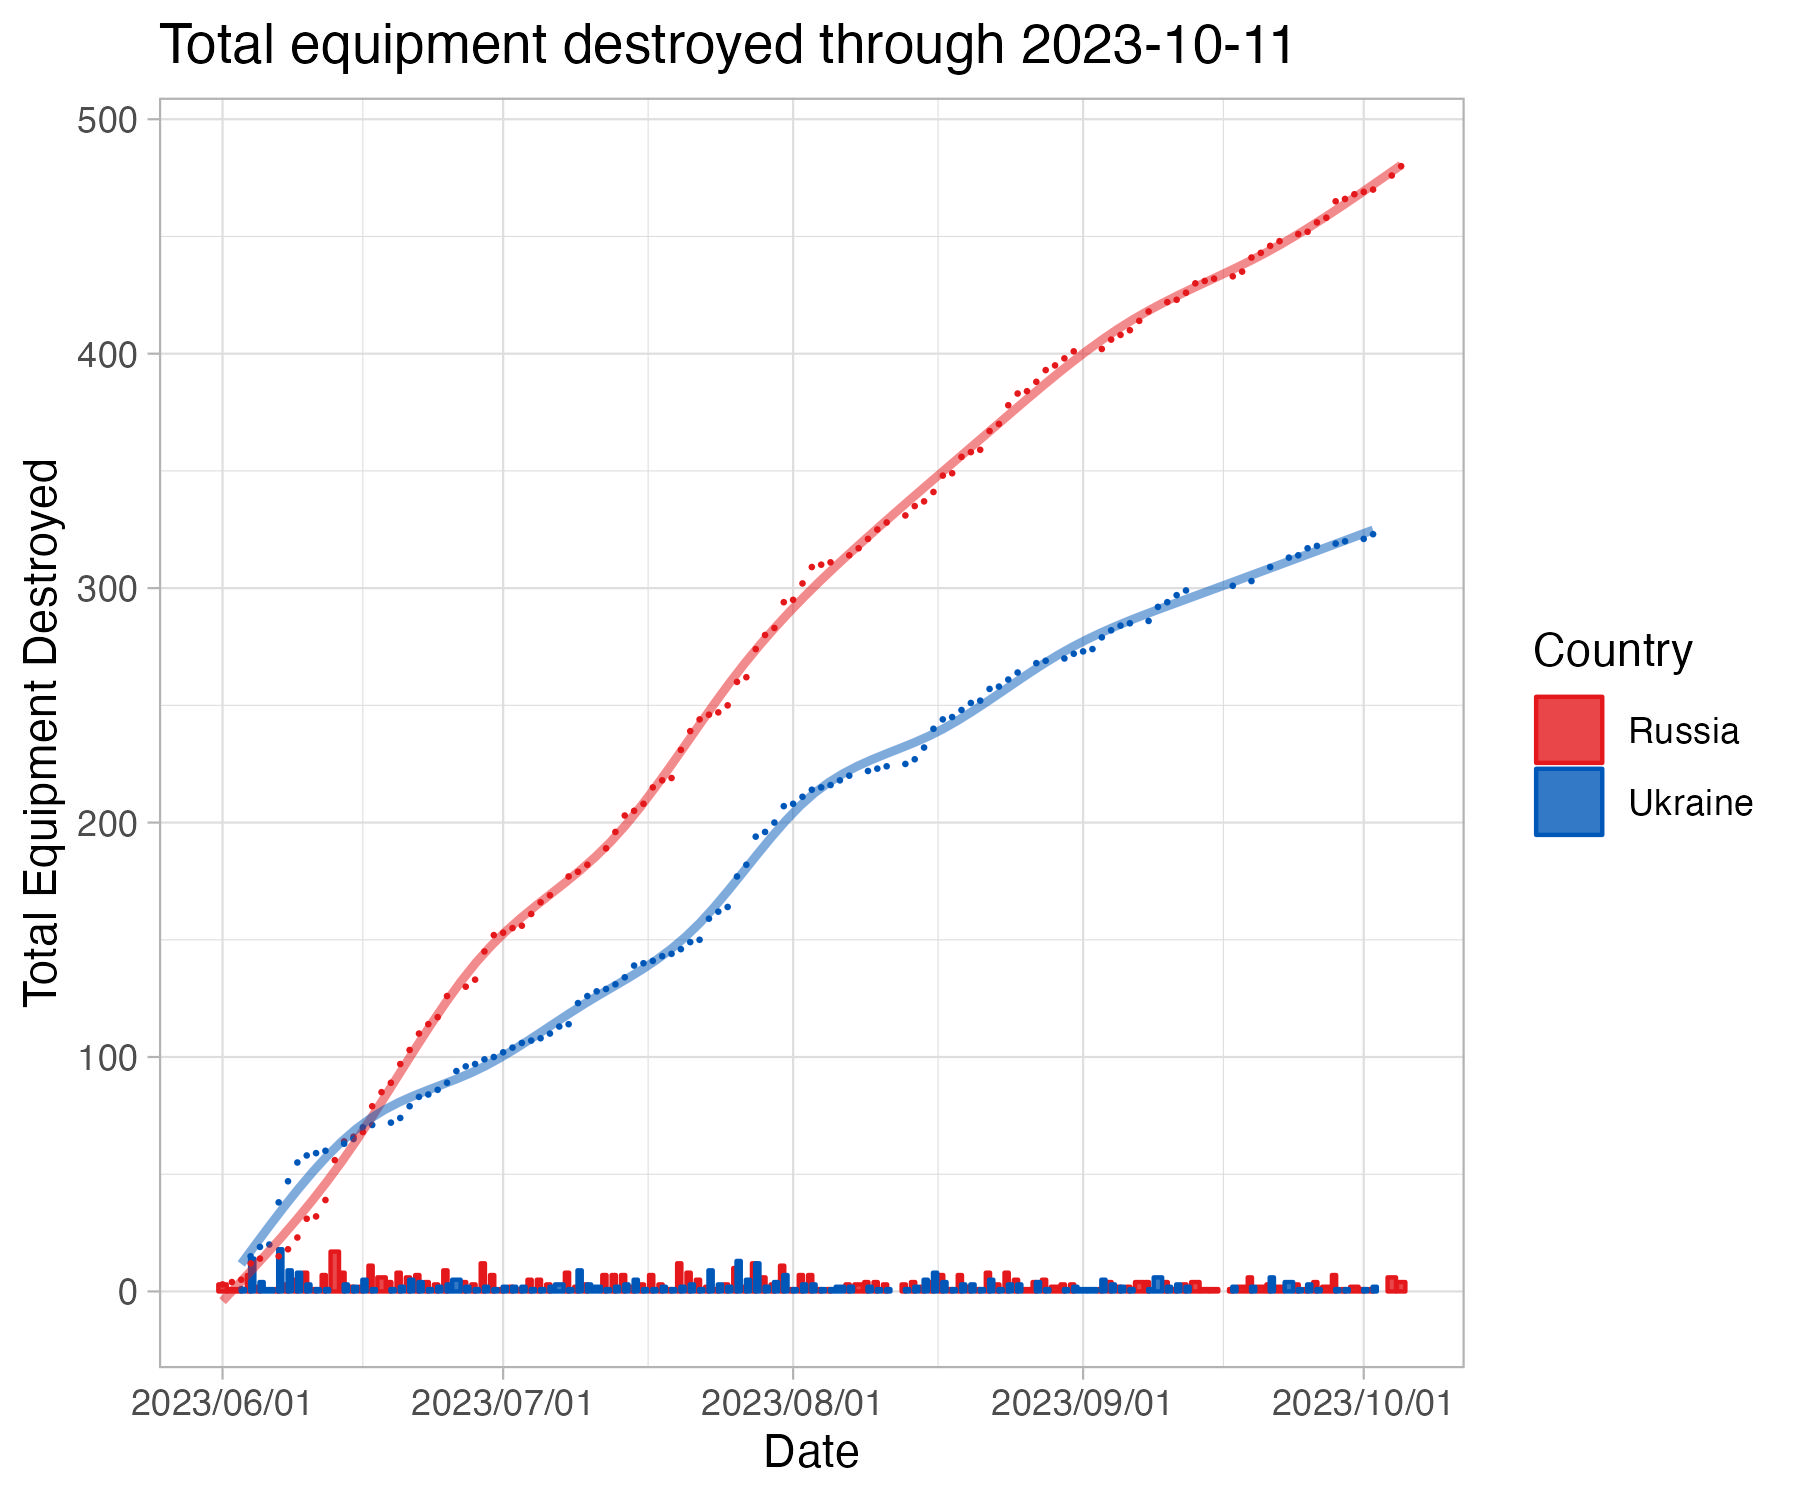 Total equipment destroyed through 2023-10-11
Total Equipment Destroyed
500
400
300
200
100
0
2023/06/01 2023/07/01 2023/08/01 2023/09/01 2023/10/01
Date
Country
Russia
Ukraine